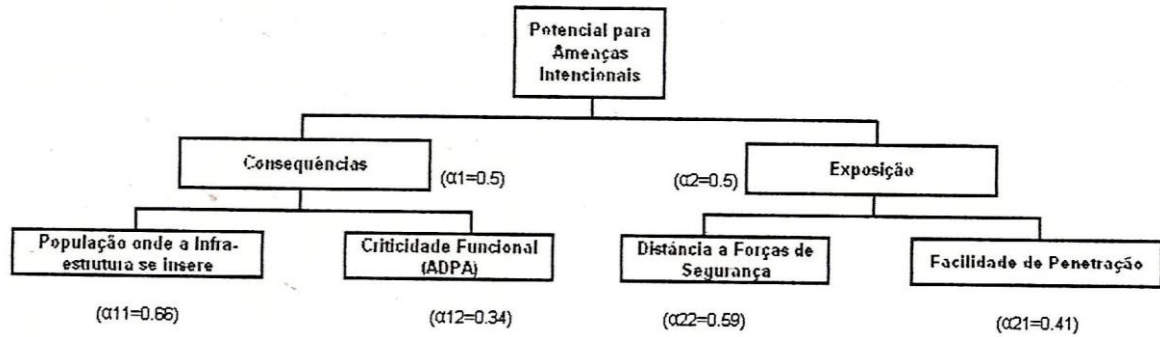 Potencial para
Ameaças
Intencionais
Consequências
(α1=0.5)
(α2=0.5)
Exposição
População onde a Infra-
estrutura se insere
Criticidade Funcional
(ADPA)
Distância a Forças de
Segurança
Facilidade de Penetração
(α11=0.66)
(α12=0.34)
(α22=0.59)
(α21=0.41)